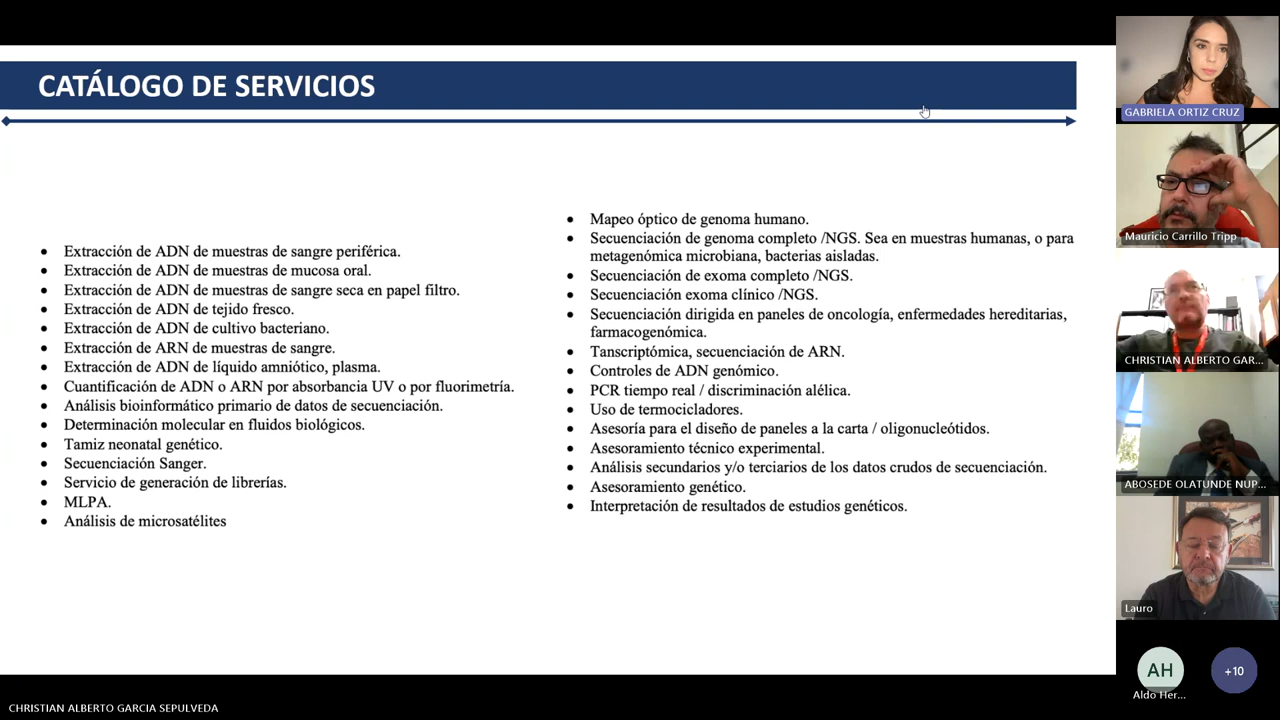 CATÁLOGO DE SERVICIOS
• Extracción de ADN de muestras de sangre periférica.
• Extracción de ADN de muestras de mucosa oral.
• Extracción de ADN de muestras de sangre seca en papel filtro.
• Extracción de ADN de tejido fresco.
• Extracción de ADN de cultivo bacteriano.
• Extracción de ARN de muestras de sangre.
• Extracción de ADN de líquido amniótico, plasma.
• Cuantificación de ADN o ARN por absorbancia UV o por fluorimetría.
• Análisis bioinformático primario de datos de secuenciación.
• Determinación molecular en fluidos biológicos.
• Tamiz neonatal genético.
• Secuenciación Sanger.
• Servicio de generación de librerías.
• MLPA.
• Análisis de microsatélites
• Mapeo óptico de genoma humano.
• Secuenciación de genoma completo /NGS. Sea en muestras humanas, o para
metagenómica microbiana, bacterias aisladas.
• Secuenciación de exoma completo /NGS.
• Secuenciación exoma clínico /NGS.
• Secuenciación dirigida en paneles de oncología, enfermedades hereditarias,
farmacogenómica.
• Tanscriptómica, secuenciación de ARN.
• Controles de ADN genómico.
• PCR tiempo real / discriminación alélica.
• Uso de termocicladores.
• Asesoría para el diseño de paneles a la carta / oligonucleótidos.
• Asesoramiento técnico experimental.
• Análisis secundarios y/o terciarios de los datos crudos de secuenciación.
• Asesoramiento genético.
• Interpretación de resultados de estudios genéticos.
GABRIELA ORTIZ CRUZ
Mauricio Carrillo Tripp
CHRISTIAN ALBERTO GAR...
ABOSEDE OLATUNDE NUP...
Lauro
AH
+10
Aldo Her...
CHRISTIAN ALBERTO GARCIA SEPULVEDA